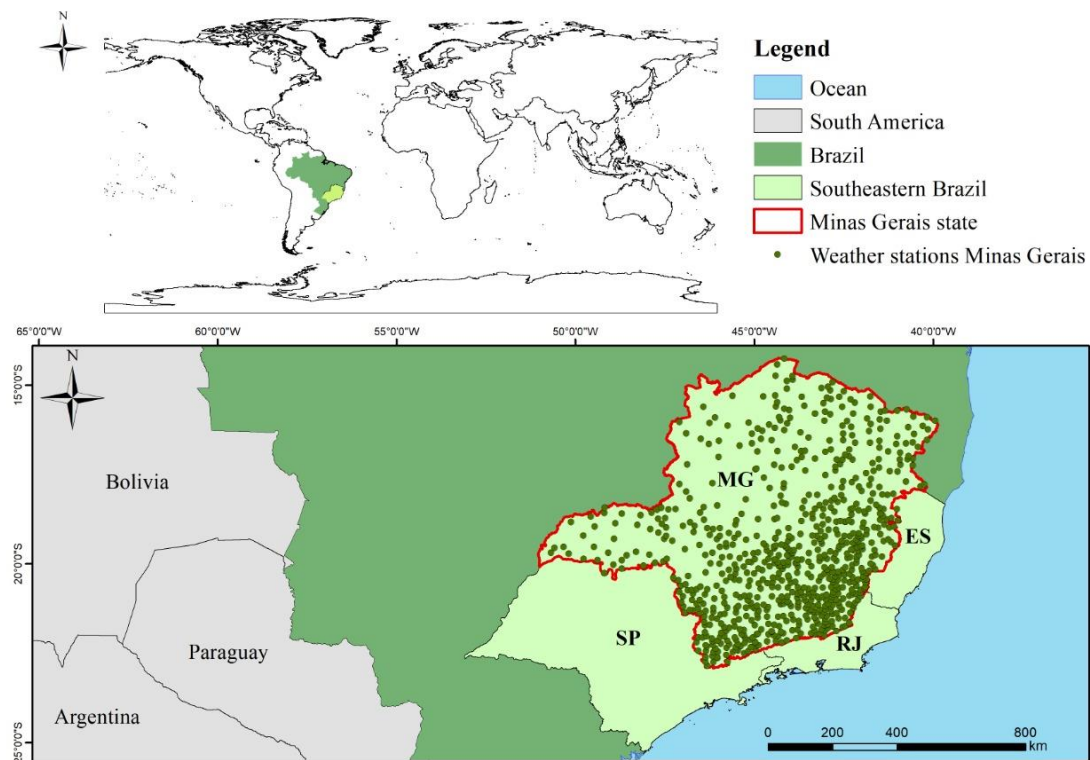 N
Legend
Ocean
South America
Brazil
Southeastern Brazil
Minas Gerais state
Weather stations Minas Gerais
65°0'0"W 60°0'0"W 55°0'0"W 50°0'0"W 45°0'0"W 40°0'0"W
N
15°0'0"S
Bolivia
MG
ES
20°0'0"S
SP
RJ
Paraguay
Argentina
25°0'0"S
0 200 400 600 800
km